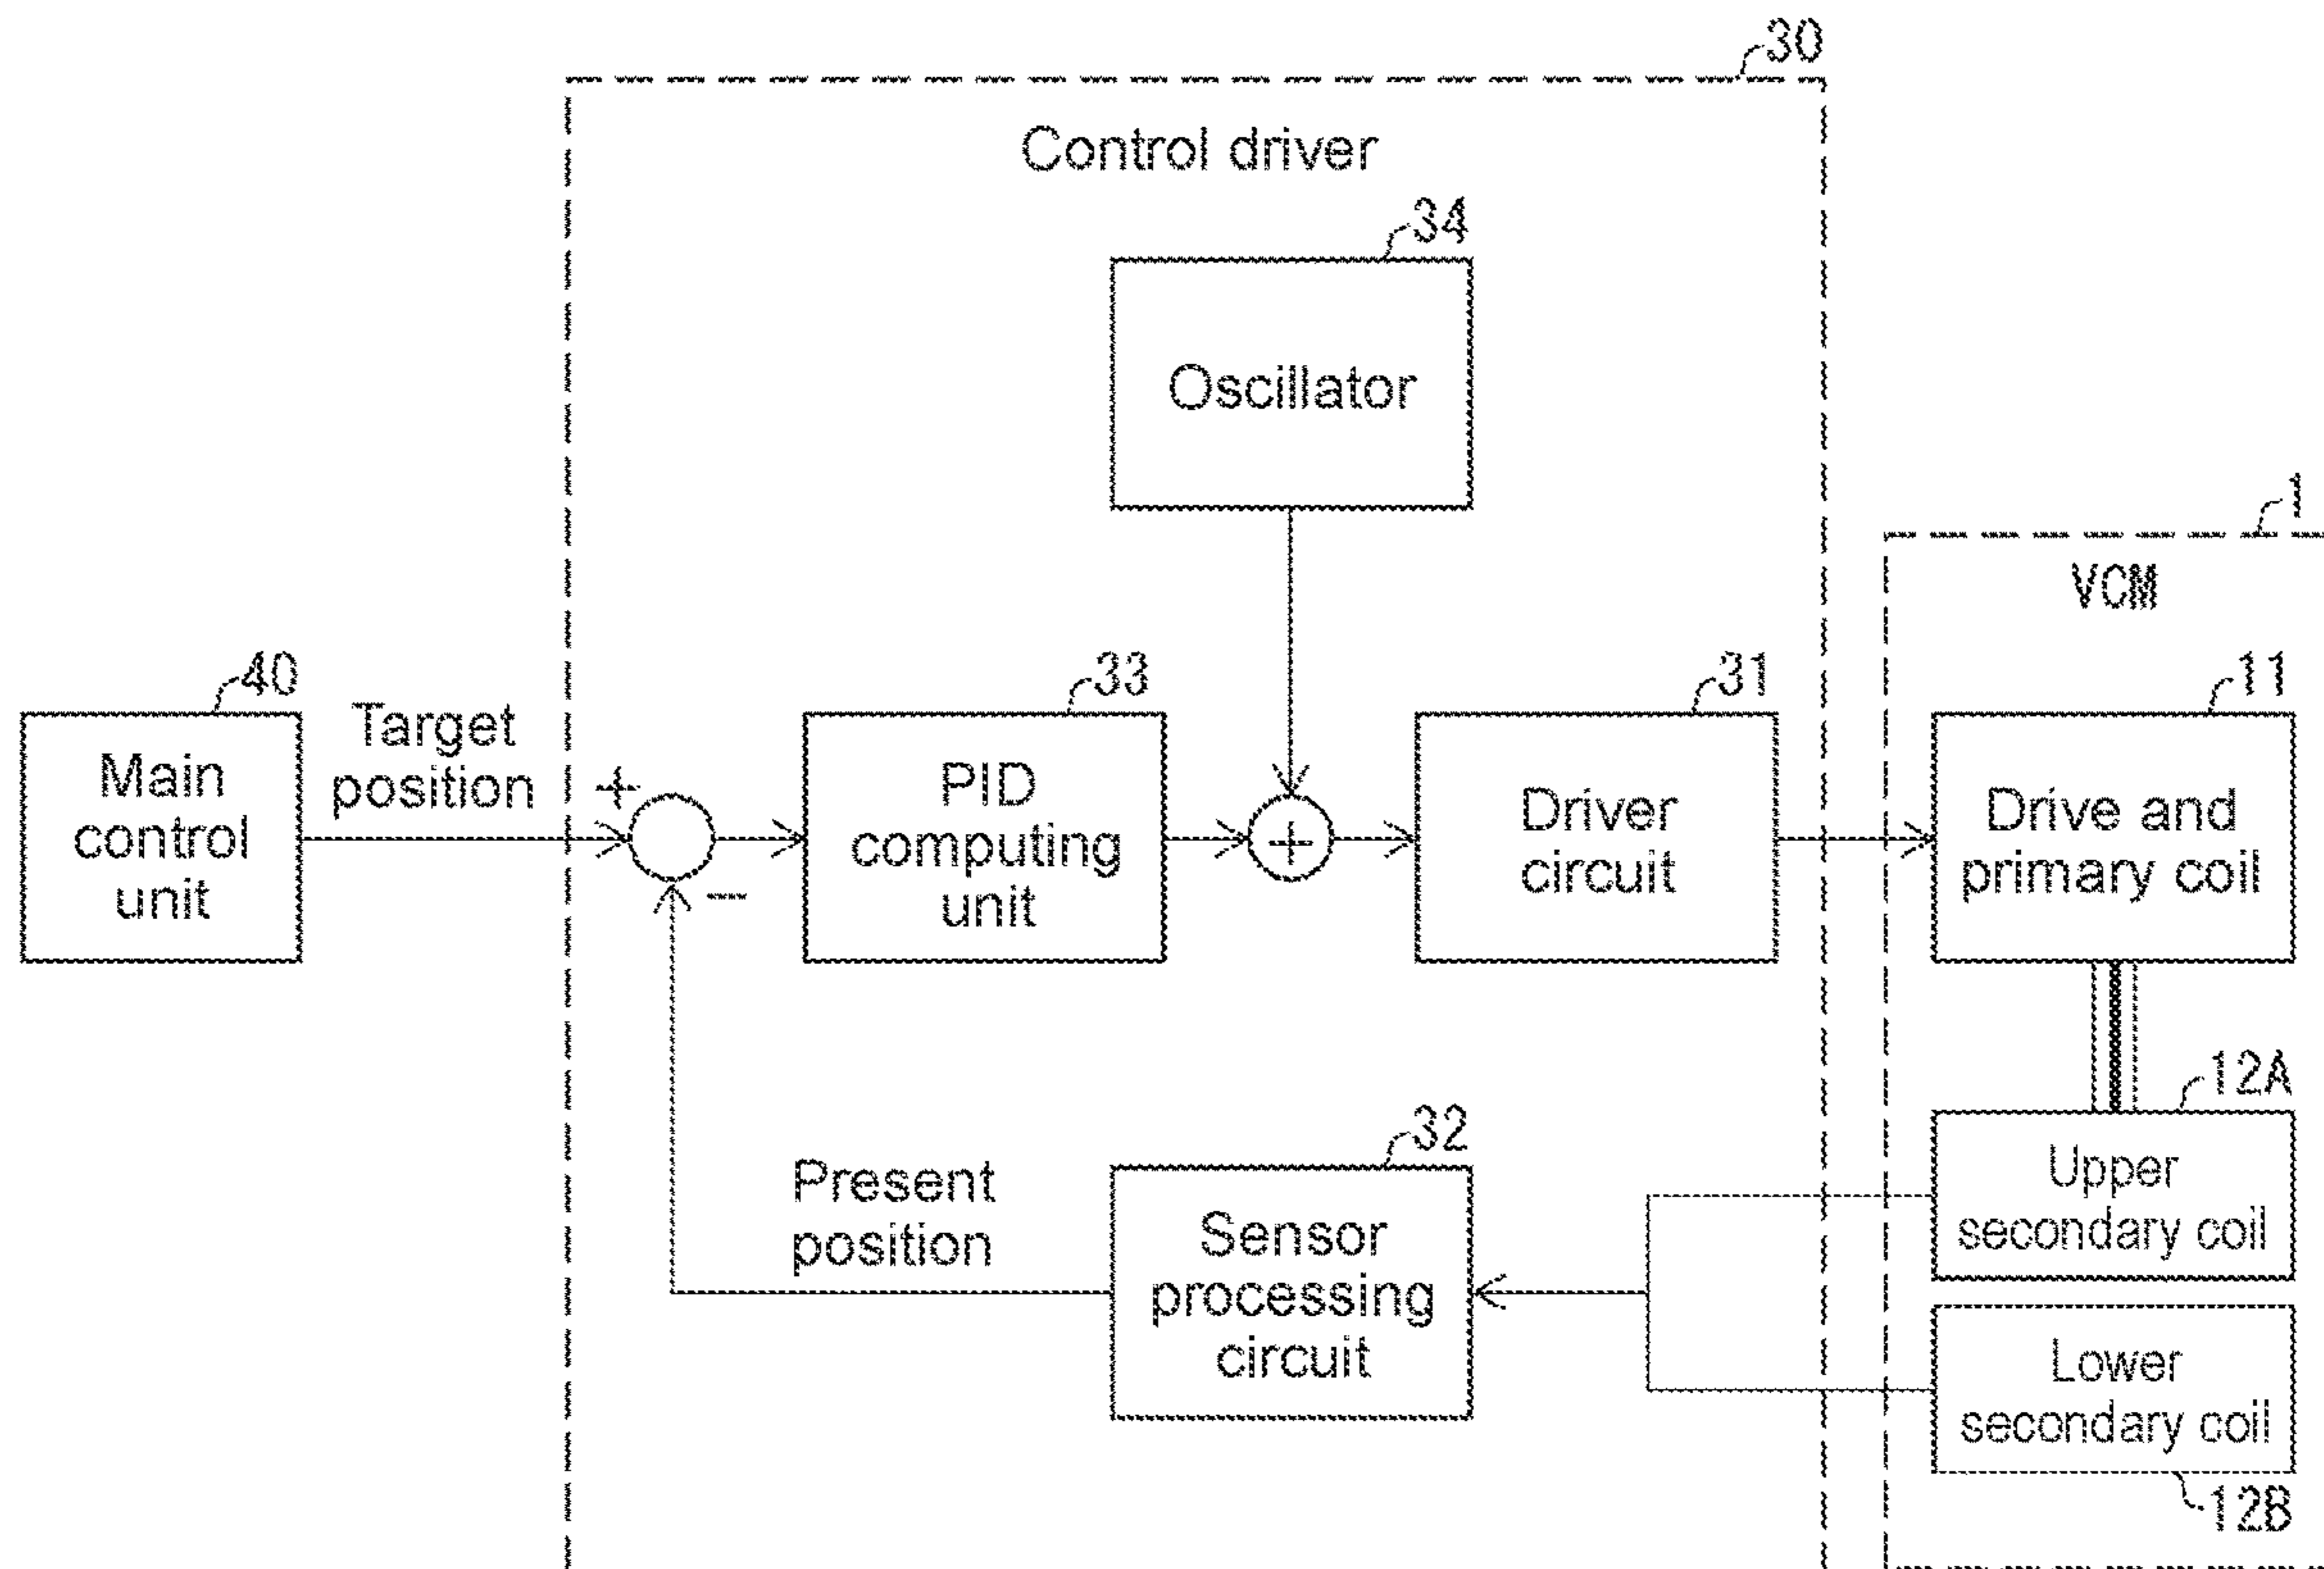 30
Control driver
34
Oscillator
1
VCM
40
Main
control
unit
Target
position
+
−
33
PID
computing
unit
+
31
Driver
circuit
11
Drive and
primary coil
12A
Upper
secondary coil
Lower
secondary coil
12B
32
Sensor
processing
circuit
Present
position